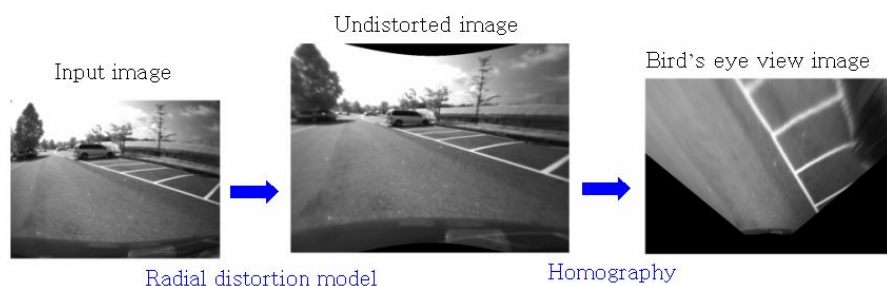 Undistorted image
Input image
Bird's eye view image
Radial distortion model
Homography